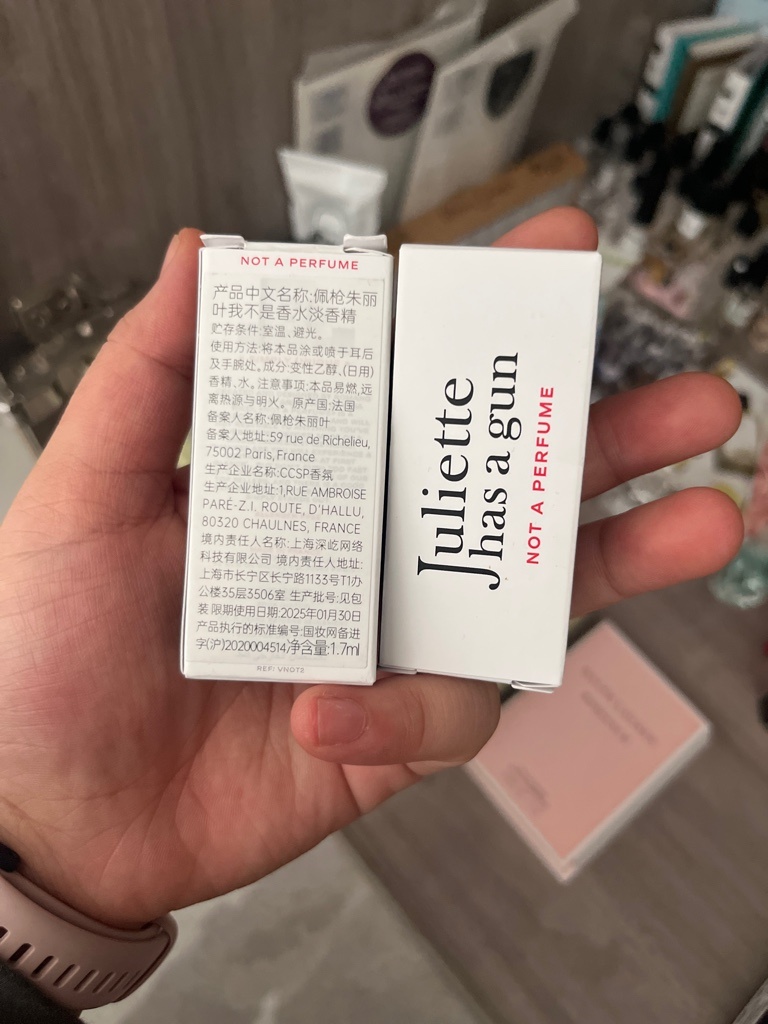 NOT A PERFUME
产品中文名称:佩枪朱丽
叶我不是香水淡香精
贮存条件:室温、避光。
使用方法:将本品涂或喷于耳后
及手腕处。成分:变性乙醇、(日用)
香精、水。注意事项:本品易燃,远
离热源与明火。 原产国:法国
备案人名称:佩枪朱丽叶
备案人地址:59 rue de Richelieu,
75002 Paris, France
生产企业名称:CCSP香氛
生产企业地址:1,RUE AMBROISE
PARÉ-Z.I. ROUTE, D'HALLU,
80320 CHAULNES, FRANCE
境内责任人名称:上海深屹网络
科技有限公司 境内责任人地址:
上海市长宁区长宁路1133号T1办
公楼35层3506室 生产批号:见包
装 限期使用日期:2025年01月30日
产品执行的标准编号:国妆网备进
字(沪)2020004514净含量:1.7ml
REF: VNOT2
Juliette
has a gun
NOT A PERFUME